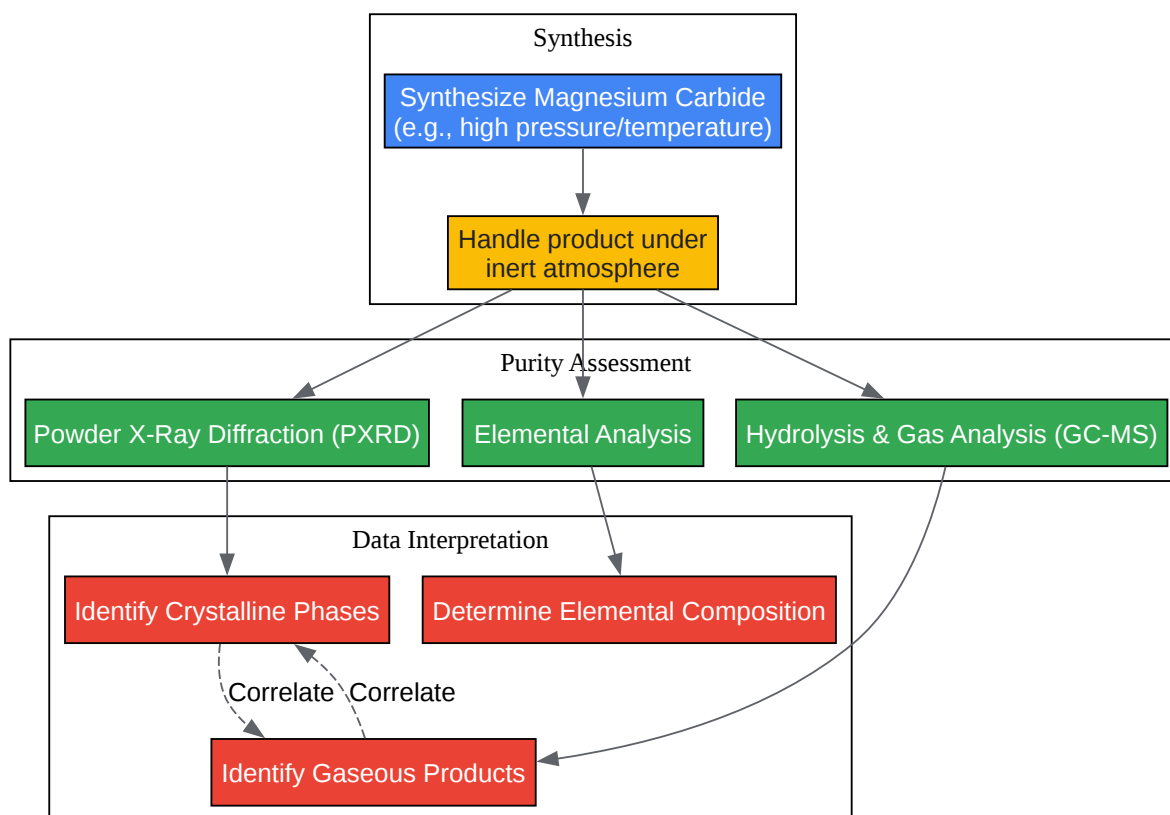 Synthesis
Synthesize Magnesium Carbide
(e.g., high pressure/temperature)
Handle product under
inert atmosphere
Purity Assessment
Powder X-Ray Diffraction (PXRD)
Elemental Analysis
Hydrolysis & Gas Analysis (GC-MS)
Data Interpretation
Identify Crystalline Phases
Determine Elemental Composition
Correlate
Correlate
Identify Gaseous Products